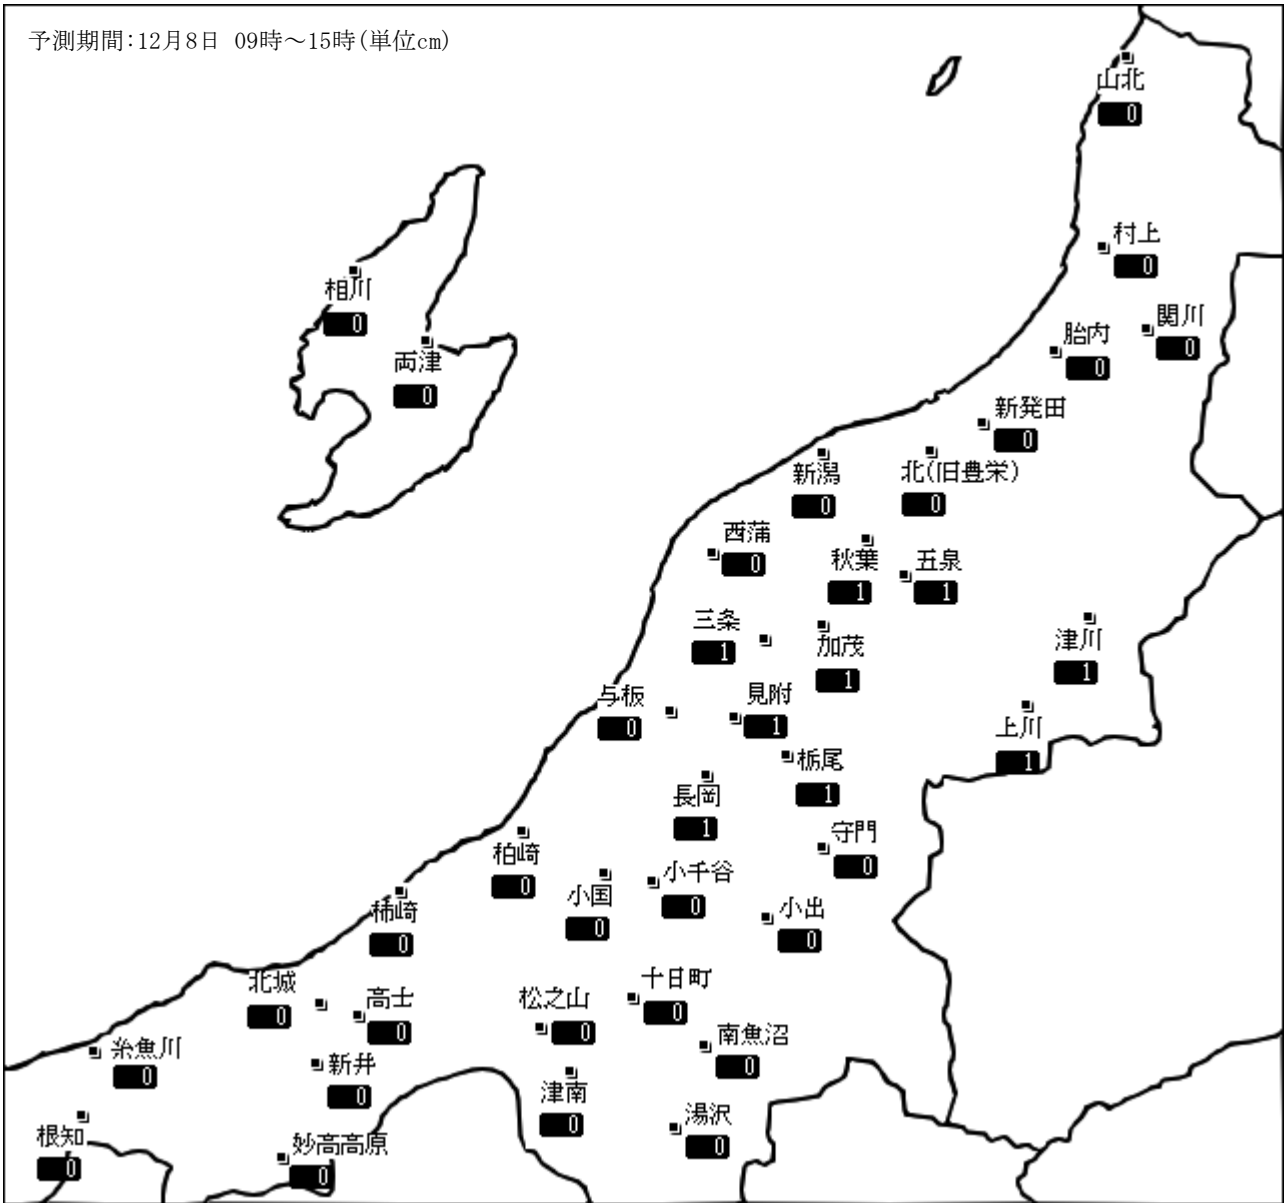 予測期間:12月8日 09時～15時(単位cm)
山北
0
村上
0
相川
0
関川
0
胎内
0
両津
0
新発田
0
新潟
0
北(旧豊栄)
0
西蒲
0
秋葉
1
五泉
1
三条
1
加茂
1
津川
1
与板
0
見附
1
上川
1
栃尾
1
長岡
1
守門
0
柏崎
0
小千谷
0
小国
0
小出
0
柿崎
0
北城
0
高士
0
松之山
0
十日町
0
南魚沼
0
糸魚川
0
新井
0
津南
0
湯沢
0
根知
0
妙高高原
0